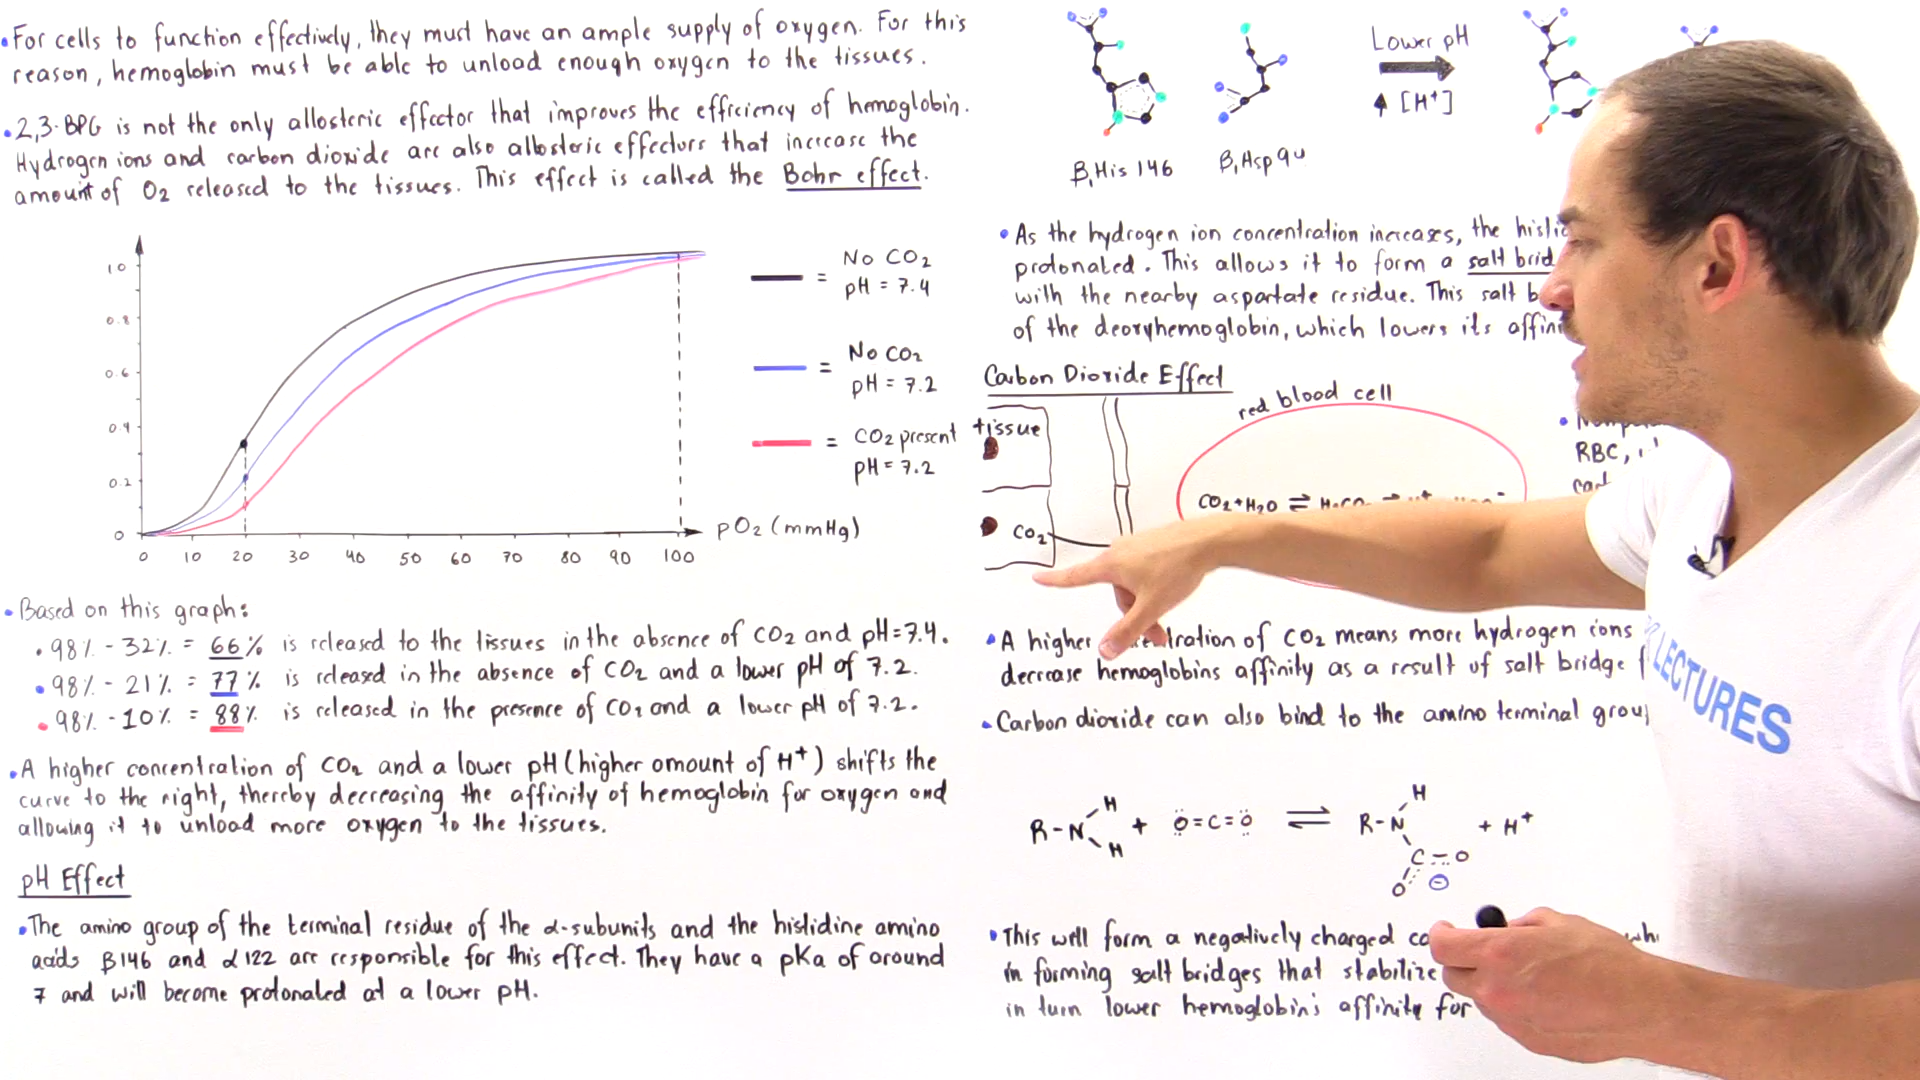 •For cells to function effectively, they must have an ample supply of oxygen. For this
reason, hemoglobin must be able to unload enough oxygen to the tissues.
•2,3-BPG is not the only allosteric effector that improves the efficiency of hemoglobin.
Hydrogen ions and carbon dioxide are also allosteric effectors that increase the
amount of O2 released to the tissues. This effect is called the Bohr effect.
1.0
0.8
0.6
0.4
0.2
0
0 10 20 30 40 50 60 70 80 90 100
pO2 (mmHg)
= No CO2
pH = 7.4
= No CO2
pH = 7.2
= CO2 present
pH = 7.2
•Based on this graph:
•98% - 32% = 66% is released to the tissues in the absence of CO2 and pH=7.4.
•98% - 21% = 77% is released in the absence of CO2 and a lower pH of 7.2.
•98% - 10% = 88% is released in the presence of CO2 and a lower pH of 7.2.
•A higher concentration of CO2 and a lower pH (higher amount of H+) shifts the
curve to the right, thereby decreasing the affinity of hemoglobin for oxygen and
allowing it to unload more oxygen to the tissues.
pH Effect
•The amino group of the terminal residue of the α-subunits and the histidine amino
acids β146 and α122 are responsible for this effect. They have a pKa of around
7 and will become protonated at a lower pH.
β1His 146
β1Asp 94
Lower pH
↑ [H+]
•As the hydrogen ion concentration increases, the
protonated. This allows it to form a salt
with the nearby aspartate residue. This salt
of the deoxyhemoglobin, which lowers its
Carbon Dioxide Effect
tissue
CO2
red blood cell
CO2+H2O ⇌
RBC,
•A higher of CO2 means more hydrogen ions
decrease hemoglobins affinity as a result of salt bridge
•Carbon dioxide can also bind to the amino terminal
R-N H H + O=C=O ⇌ R-N H C O O ⊖ + H+
•This will form a negatively charged
in forming salt bridges that
in turn lower hemoglobin's affinity for
LECTURES